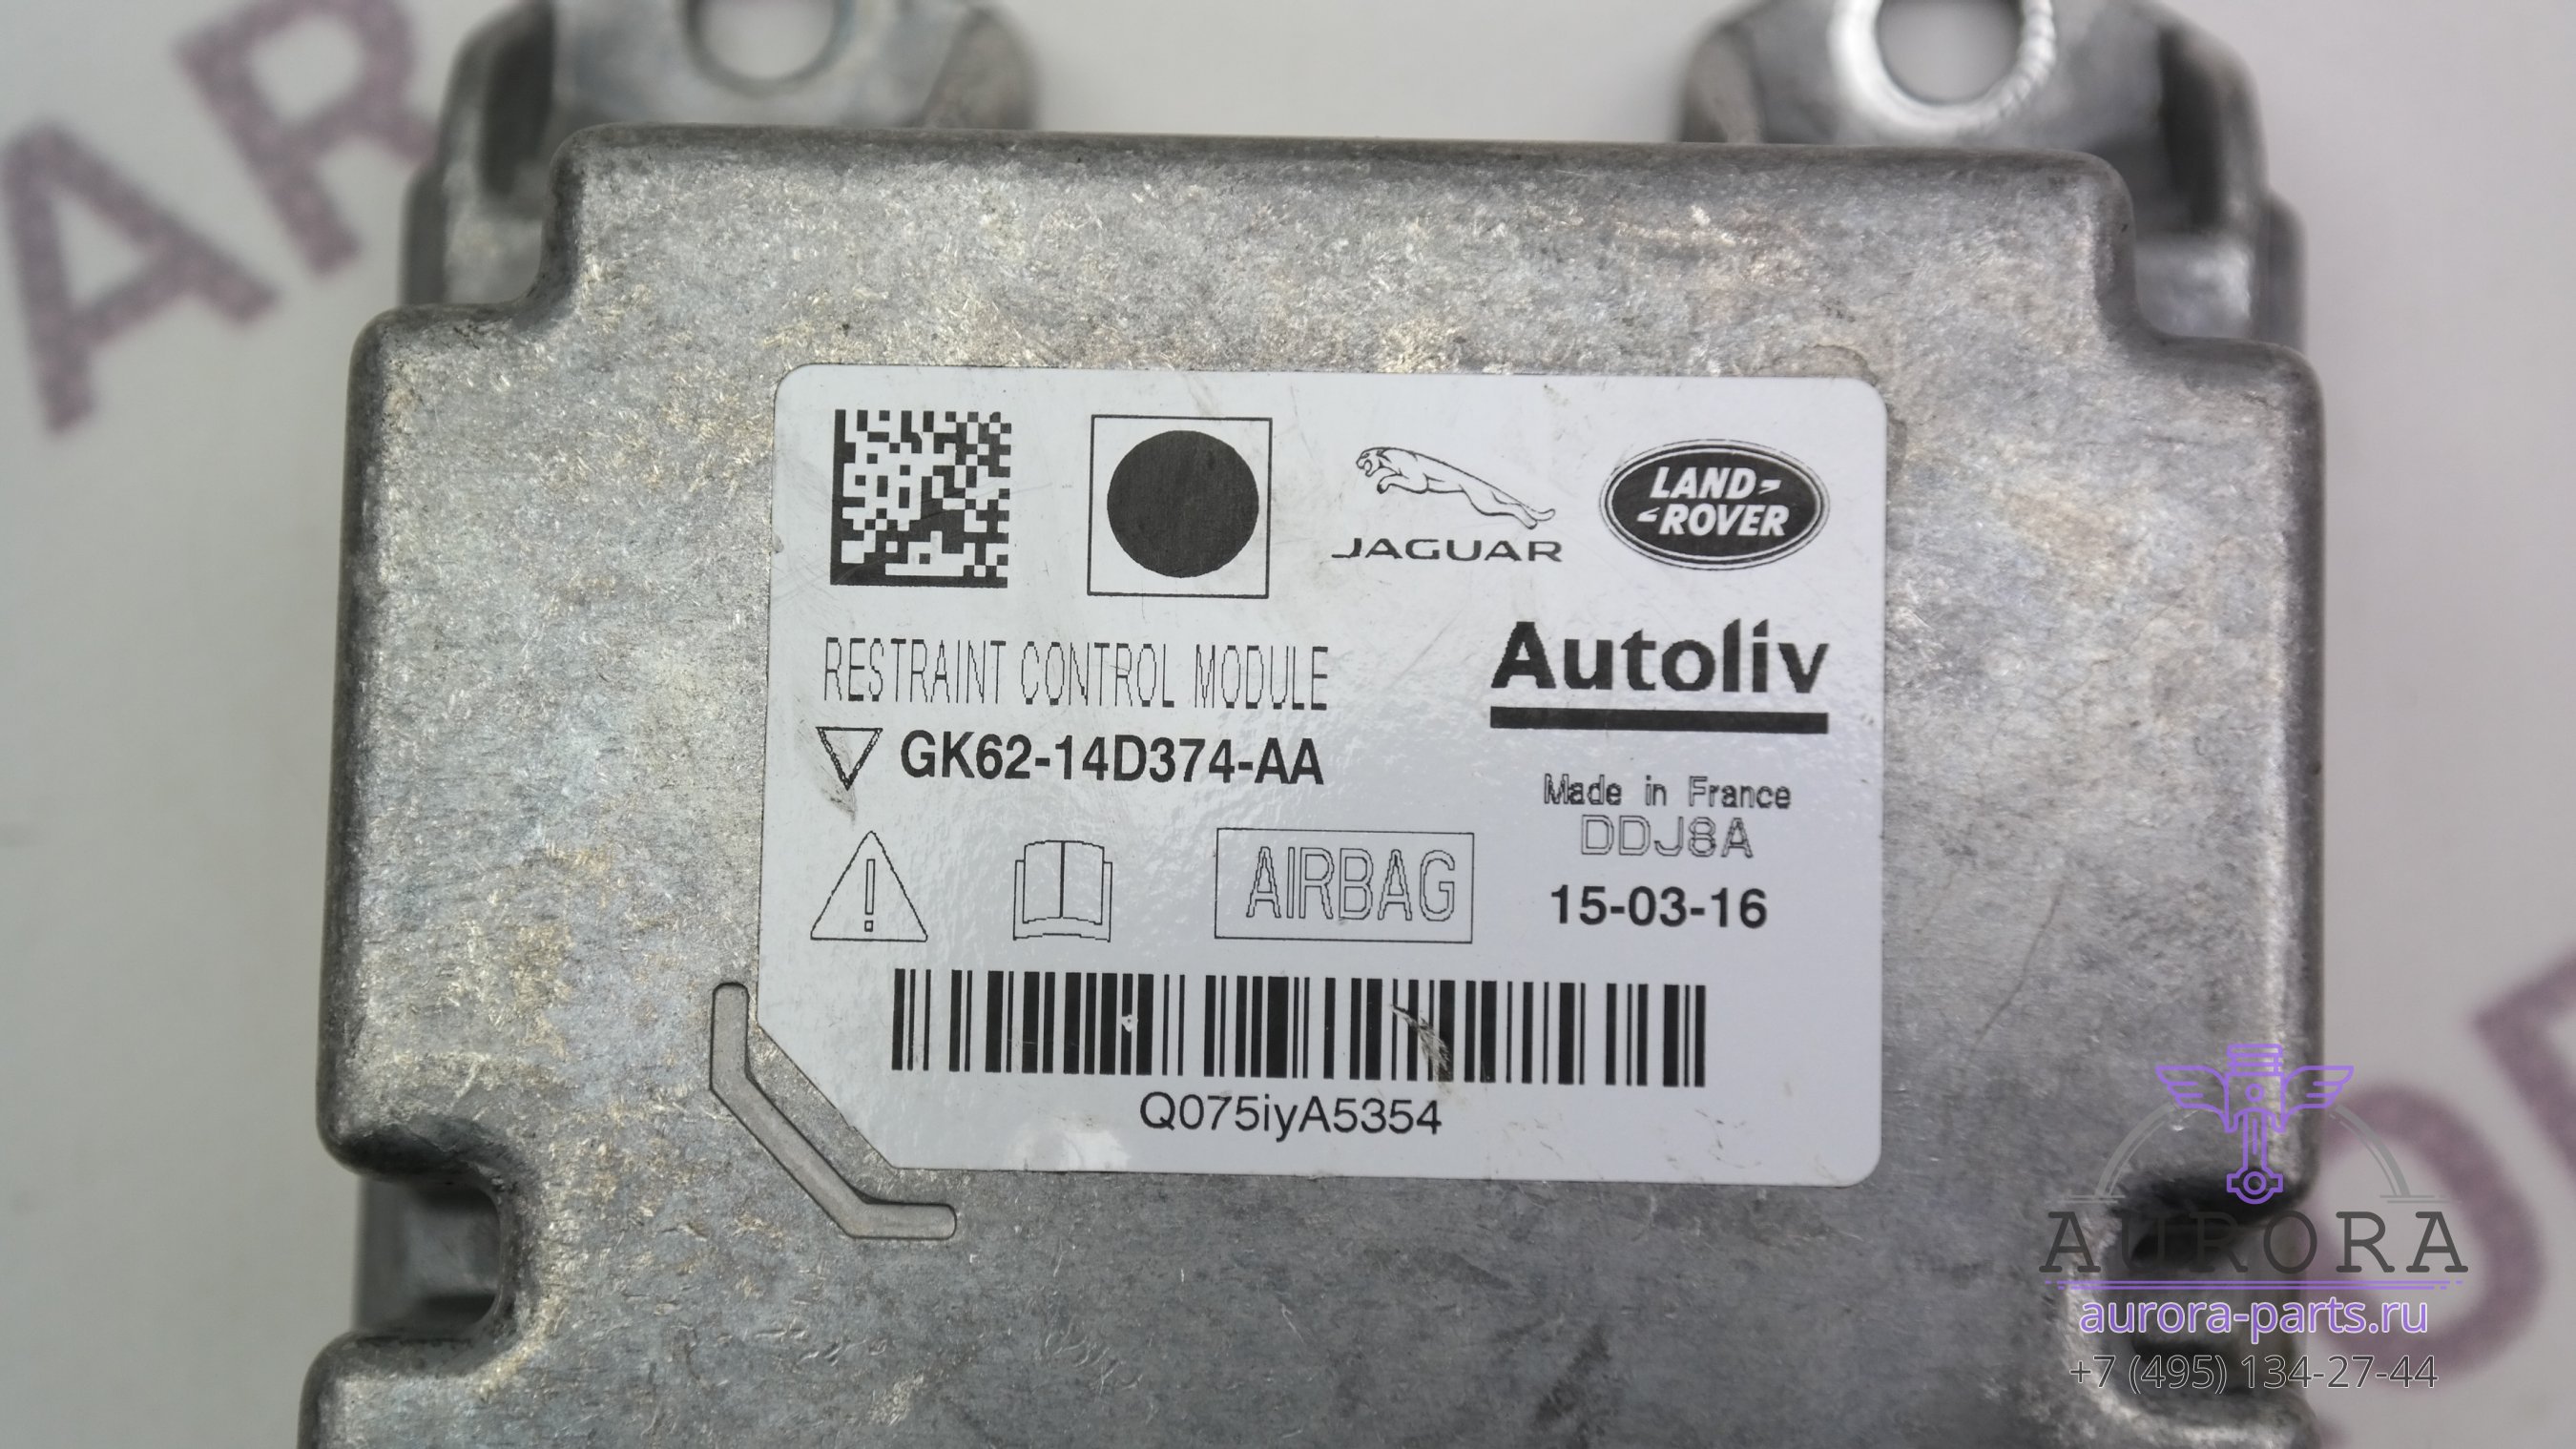 JAGUAR
LAND-
-ROVER
RESTRAINT CONTROL MODULE
Autoliv
GK62-14D374-AA
Made in France
DDJ8A
AIRBAG
15-03-16
Q075iyA5354
AURORA
aurora-parts.ru
+7 (495) 134-27-44